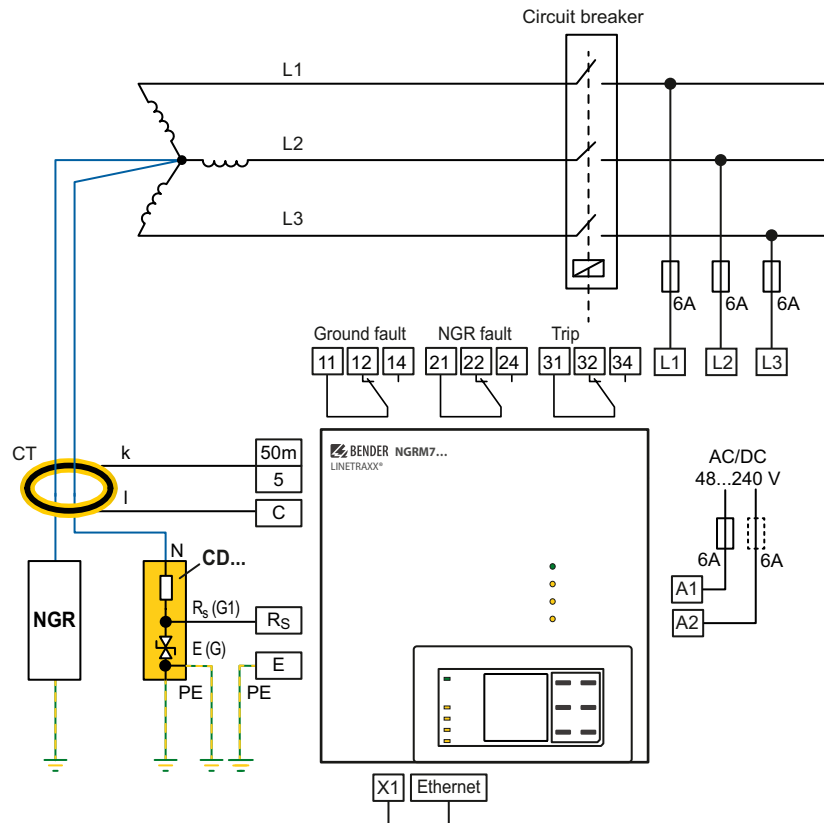 Circuit breaker
L1
L2
L3
6A 6A 6A
Ground fault NGR fault Trip
11 12 14 21 22 24 31 32 34 L1 L2 L3
CT k 50m
5
l C
BENDER NGRM7...
LINETRAXX®
AC/DC
48...240 V
6A 6A
A1
A2
N CD...
NGR
Rs (G1) RS
E (G) E
PE PE
X1 Ethernet